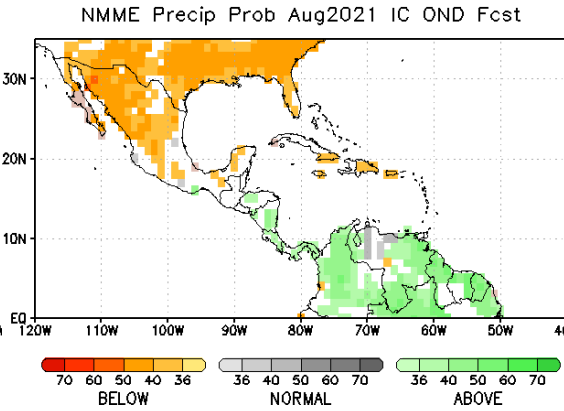 NMME Precip Prob Aug2021 IC OND Fcst
30N
20N
10N
EQ
120W 110W 100W 90W 80W 70W 60W 50W 40
70 60 50 40 36 36 40 50 60 70 36 40 50 60 70
BELOW NORMAL ABOVE